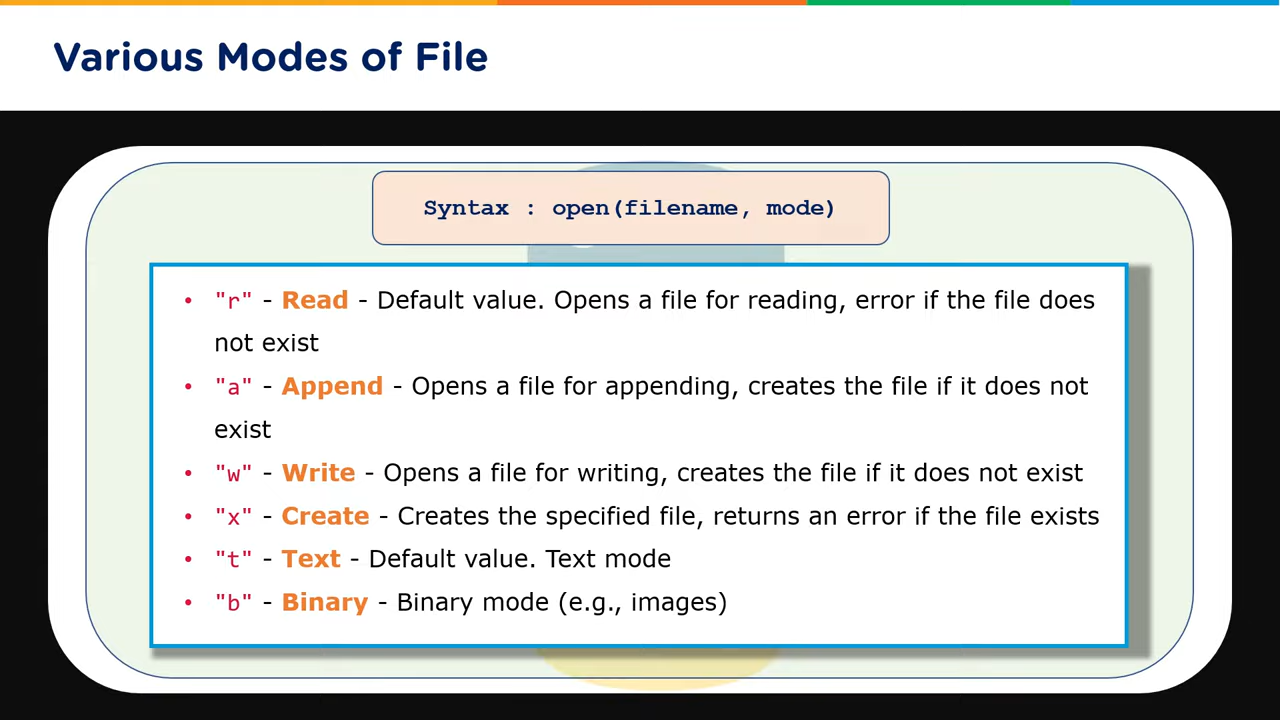 Various Modes of File
Syntax : open(filename, mode)
• "r" - Read - Default value. Opens a file for reading, error if the file does
not exist
• "a" - Append - Opens a file for appending, creates the file if it does not
exist
• "w" - Write - Opens a file for writing, creates the file if it does not exist
• "x" - Create - Creates the specified file, returns an error if the file exists
• "t" - Text - Default value. Text mode
• "b" - Binary - Binary mode (e.g., images)